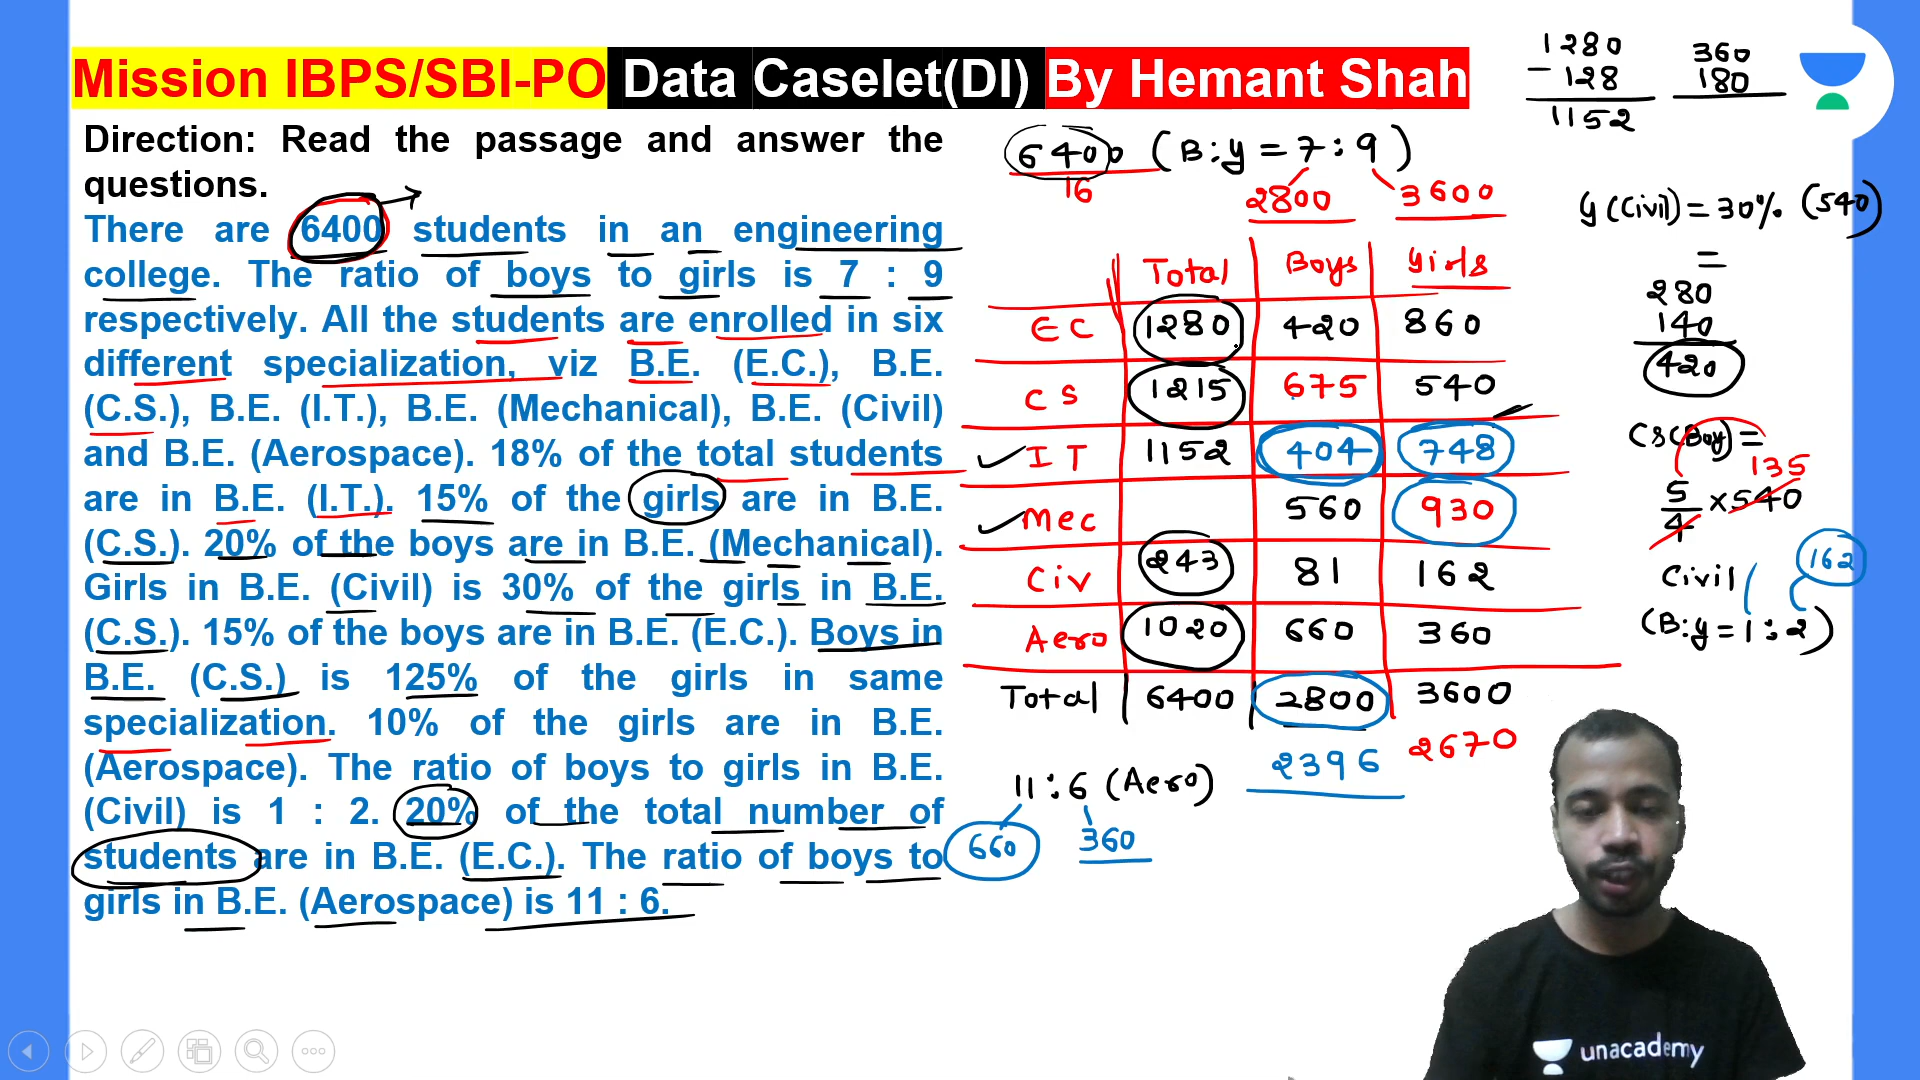 Mission IBPS/SBI-PO Data Caselet(DI) By Hemant Shah
Direction: Read the passage and answer the
questions.
There are 6400 students in an engineering
college. The ratio of boys to girls is 7 : 9
respectively. All the students are enrolled in six
different specialization, viz B.E. (E.C.), B.E.
(C.S.), B.E. (I.T.), B.E. (Mechanical), B.E. (Civil)
and B.E. (Aerospace). 18% of the total students
are in B.E. (I.T.). 15% of the girls are in B.E.
(C.S.). 20% of the boys are in B.E. (Mechanical).
Girls in B.E. (Civil) is 30% of the girls in B.E.
(C.S.). 15% of the boys are in B.E. (E.C.). Boys in
B.E. (C.S.) is 125% of the girls in same
specialization. 10% of the girls are in B.E.
(Aerospace). The ratio of boys to girls in B.E.
(Civil) is 1 : 2. 20% of the total number of
students are in B.E. (E.C.). The ratio of boys to
girls in B.E. (Aerospace) is 11 : 6.
6400 (B:G = 7:9)
16 2800 3600
Total Boys Girls
EC 1280 420 860
CS 1215 675 540
IT 1152 404 748
Mec 560 930
Civ 243 81 162
Aero 1020 660 360
Total 6400 2800 3600
2396 2670
11:6 (Aero)
660 360
1280
- 128
1152
360
180
G(Civil) = 30% (540)
=
280
140
420
CS(Boy) =
135
5/4 x 540
162
Civil
(B:G = 1:2)
unacademy